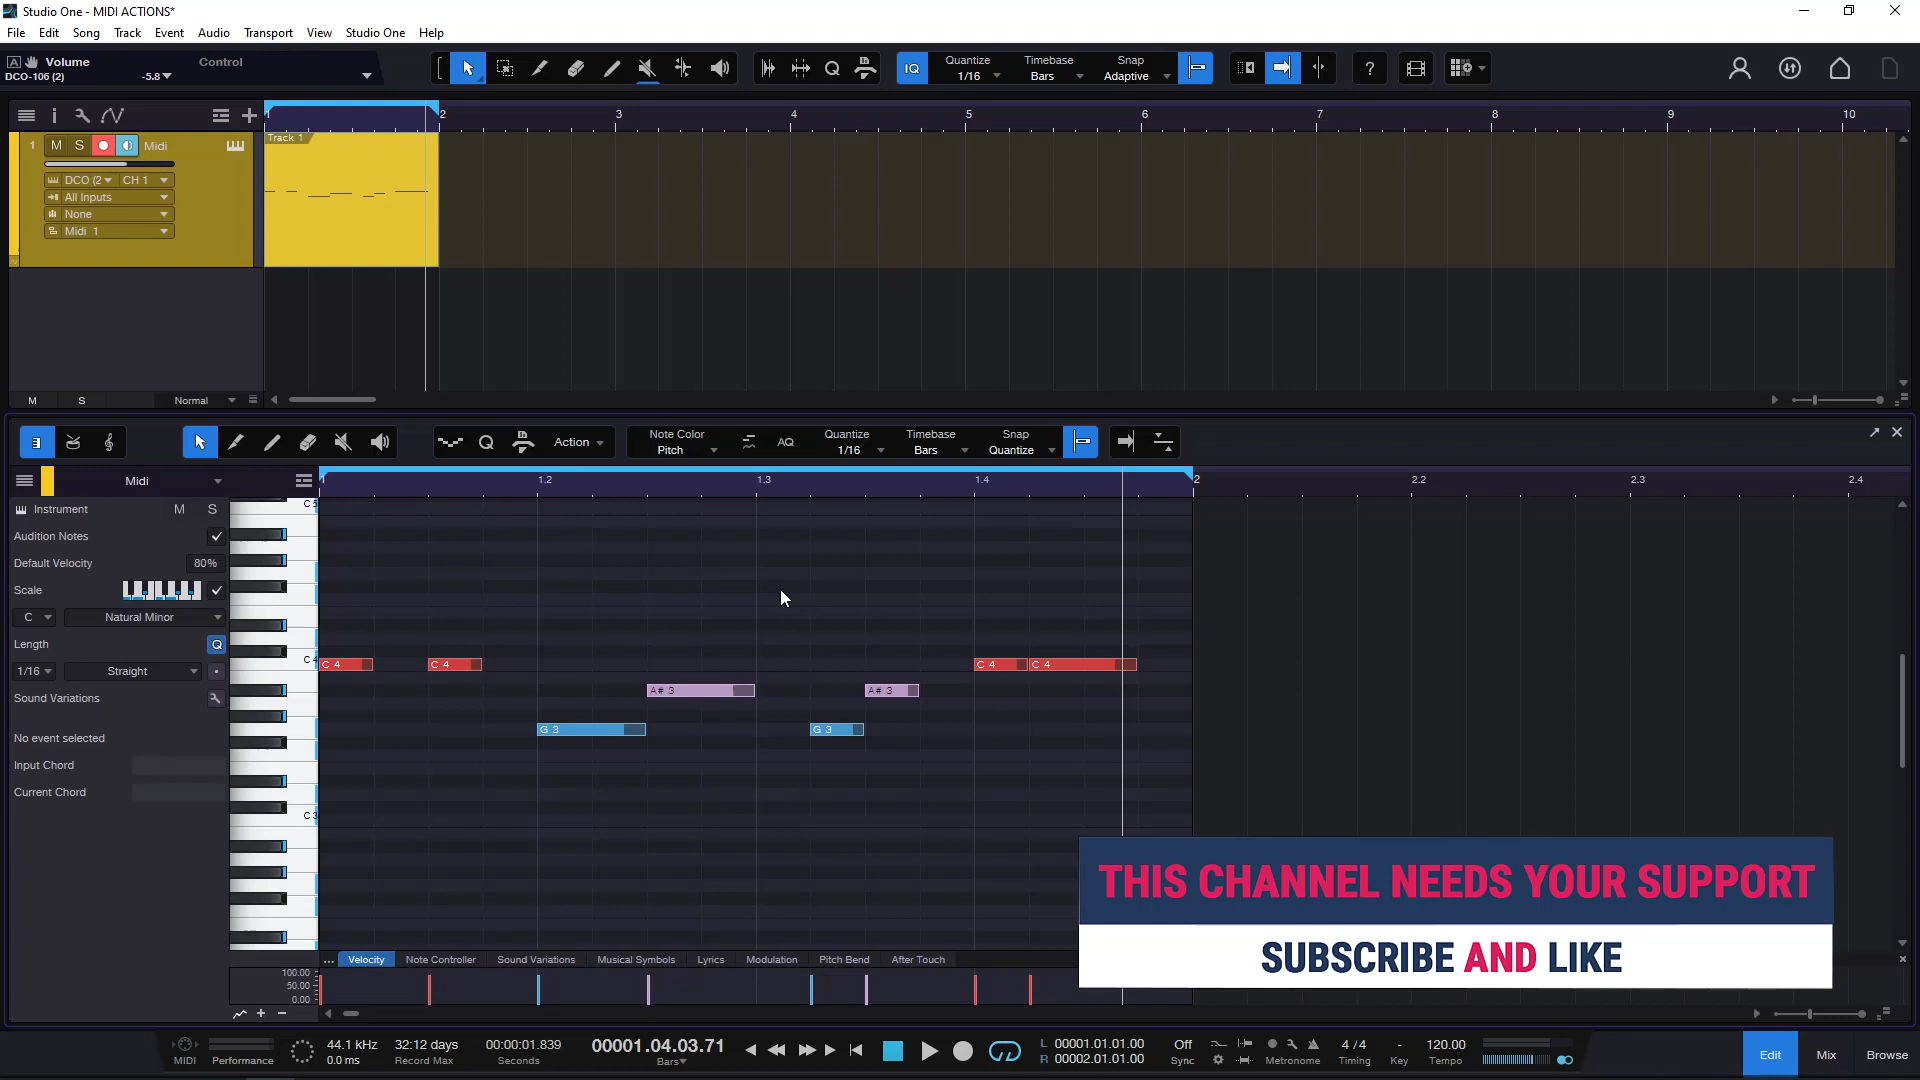 Studio One - MIDI ACTIONS*
File Edit Song Track Event Audio Transport View Studio One Help
Volume Control
DCO-106 (2) -5.8
IQ Quantize Timebase Snap
1/16 Bars Adaptive
?
1 2 3 4 5 6 7 8 9 10
1 M S Midi
Track 1
DCO (2 CH 1
All Inputs
None
Midi 1
M S Normal
Action Note Color AQ Quantize Timebase Snap
Pitch 1/16 Bars Quantize
Midi
1.2 1.3 1.4 2 2.2 2.3 2.4
Instrument M S
C 5
Audition Notes
Default Velocity 80%
Scale
C Natural Minor
Length Q
C 4
C 4 C 4 C 4 C 4
1/16 Straight
A# 3 A# 3
Sound Variations
G 3 G 3
No event selected
Input Chord
Current Chord
C 3
THIS CHANNEL NEEDS YOUR SUPPORT
SUBSCRIBE AND LIKE
... Velocity Note Controller Sound Variations Musical Symbols Lyrics Modulation Pitch Bend After Touch
100.00
50.00
0.00
MIDI Performance
44.1 kHz
0.0 ms
32:12 days
Record Max
00:00:01.839
Seconds
00001.04.03.71
Bars
L 00001.01.01.00
R 00002.01.01.00
Off
Sync
Metronome
4 / 4
Timing
-
Key
120.00
Tempo
Edit Mix Browse